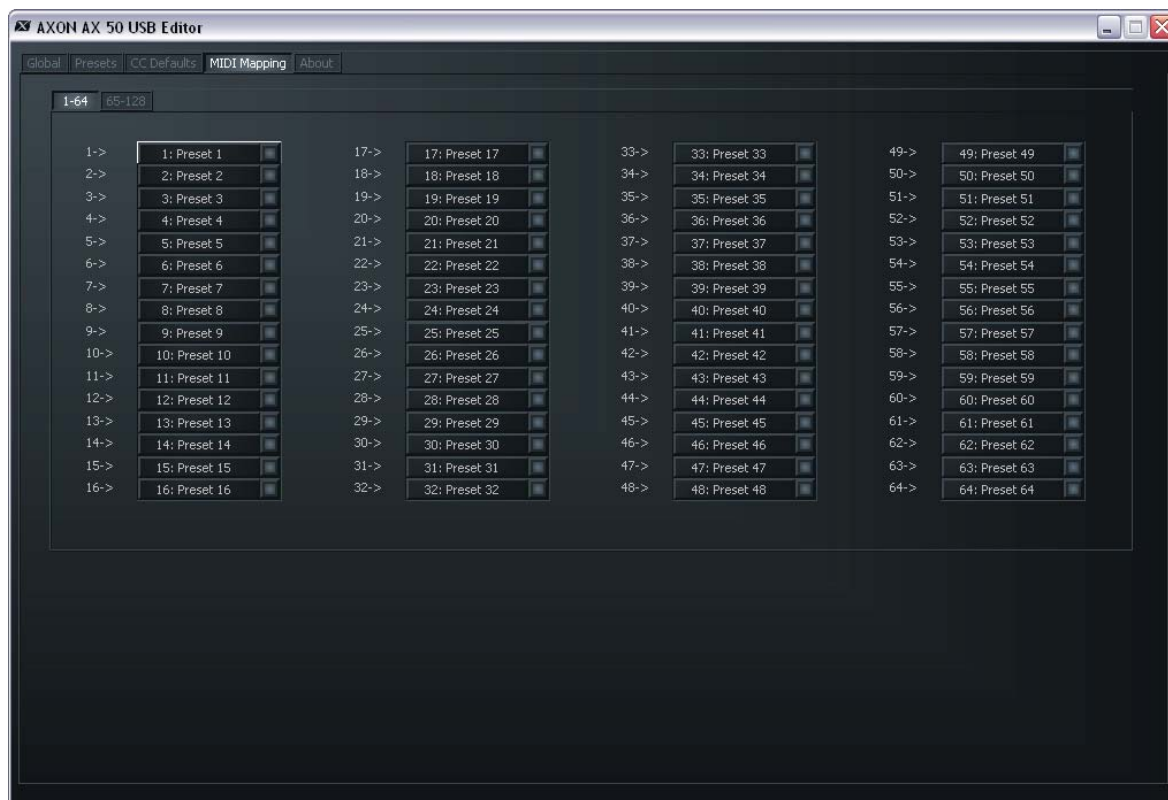 AXON AX 50 USB Editor
Global Presets CC Defaults MIDI Mapping About
1-64 65-128
1-> 1: Preset 1 17-> 17: Preset 17 33-> 33: Preset 33 49-> 49: Preset 49
2-> 2: Preset 2 18-> 18: Preset 18 34-> 34: Preset 34 50-> 50: Preset 50
3-> 3: Preset 3 19-> 19: Preset 19 35-> 35: Preset 35 51-> 51: Preset 51
4-> 4: Preset 4 20-> 20: Preset 20 36-> 36: Preset 36 52-> 52: Preset 52
5-> 5: Preset 5 21-> 21: Preset 21 37-> 37: Preset 37 53-> 53: Preset 53
6-> 6: Preset 6 22-> 22: Preset 22 38-> 38: Preset 38 54-> 54: Preset 54
7-> 7: Preset 7 23-> 23: Preset 23 39-> 39: Preset 39 55-> 55: Preset 55
8-> 8: Preset 8 24-> 24: Preset 24 40-> 40: Preset 40 56-> 56: Preset 56
9-> 9: Preset 9 25-> 25: Preset 25 41-> 41: Preset 41 57-> 57: Preset 57
10-> 10: Preset 10 26-> 26: Preset 26 42-> 42: Preset 42 58-> 58: Preset 58
11-> 11: Preset 11 27-> 27: Preset 27 43-> 43: Preset 43 59-> 59: Preset 59
12-> 12: Preset 12 28-> 28: Preset 28 44-> 44: Preset 44 60-> 60: Preset 60
13-> 13: Preset 13 29-> 29: Preset 29 45-> 45: Preset 45 61-> 61: Preset 61
14-> 14: Preset 14 30-> 30: Preset 30 46-> 46: Preset 46 62-> 62: Preset 62
15-> 15: Preset 15 31-> 31: Preset 31 47-> 47: Preset 47 63-> 63: Preset 63
16-> 16: Preset 16 32-> 32: Preset 32 48-> 48: Preset 48 64-> 64: Preset 64